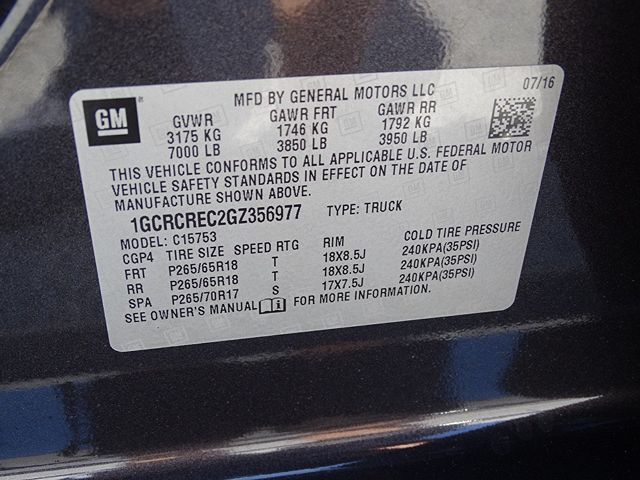 MFD BY GENERAL MOTORS LLC 07/16
GM GVWR GAWR FRT GAWR RR
3175 KG 1746 KG 1792 KG
7000 LB 3850 LB 3950 LB
THIS VEHICLE CONFORMS TO ALL APPLICABLE U.S. FEDERAL MOTOR
VEHICLE SAFETY STANDARDS IN EFFECT ON THE DATE OF
MANUFACTURE SHOWN ABOVE.
1GCRCREC2GZ356977 TYPE: TRUCK
MODEL: C15753
CGP4 TIRE SIZE SPEED RTG RIM COLD TIRE PRESSURE
FRT P265/65R18 T 18X8.5J 240KPA(35PSI)
RR P265/65R18 T 18X8.5J 240KPA(35PSI)
SPA P265/70R17 S 17X7.5J 240KPA(35PSI)
SEE OWNER'S MANUAL FOR MORE INFORMATION.